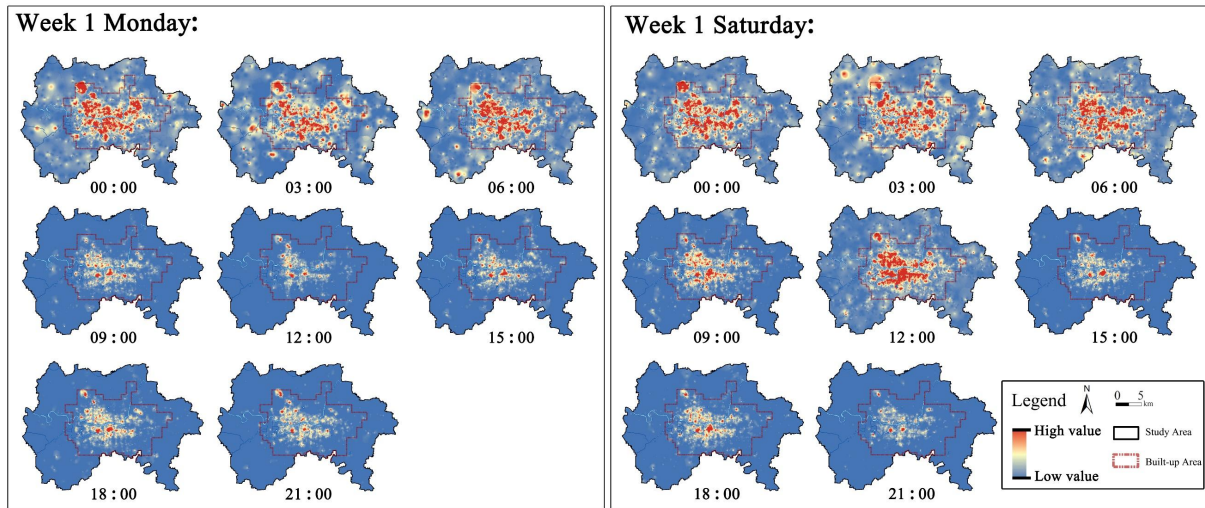 Week 1 Monday:
00 : 00
03 : 00
06 : 00
09 : 00
12 : 00
15 : 00
18 : 00
21 : 00
Week 1 Saturday:
00 : 00
03 : 00
06 : 00
09 : 00
12 : 00
15 : 00
18 : 00
21 : 00
Legend
N
0 5
km
High value
Low value
Study Area
Built-up Area